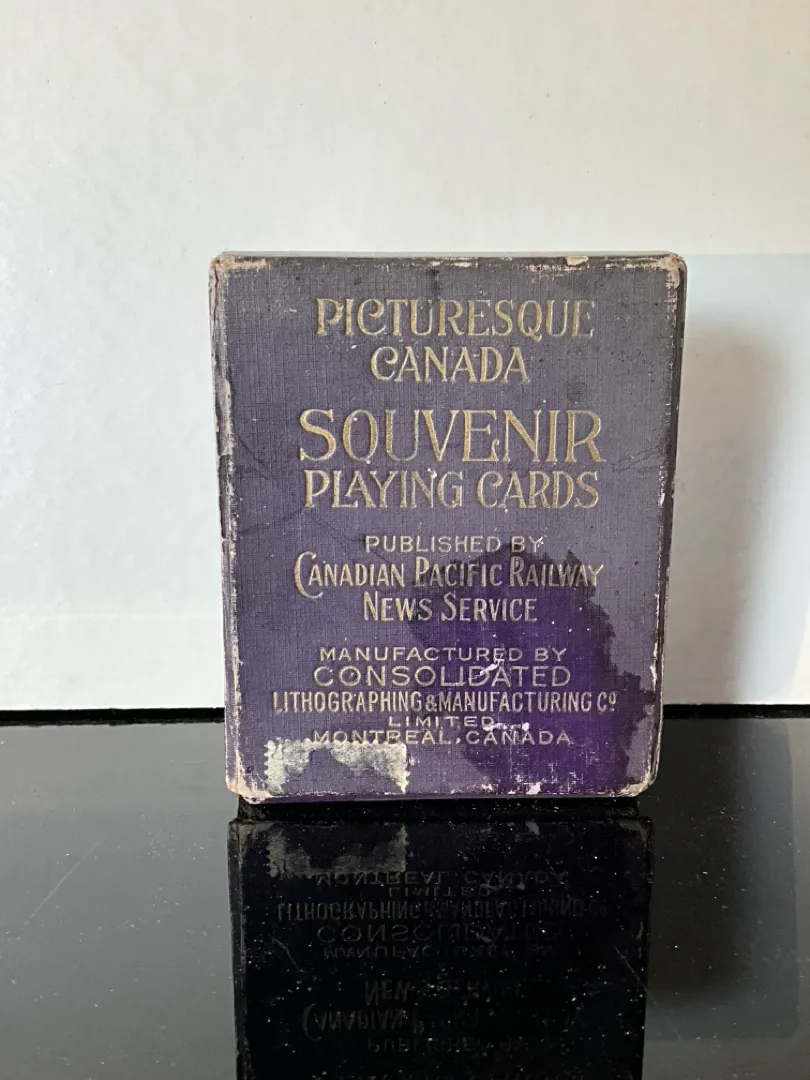 PICTURESQUE
CANADA
SOUVENIR
PLAYING CARDS
PUBLISHED BY
CANADIAN PACIFIC RAILWAY
NEWS SERVICE
MANUFACTURED BY
CONSOLIDATED
LITHOGRAPHING & MANUFACTURING Cº
LIMITED
MONTREAL, CANADA